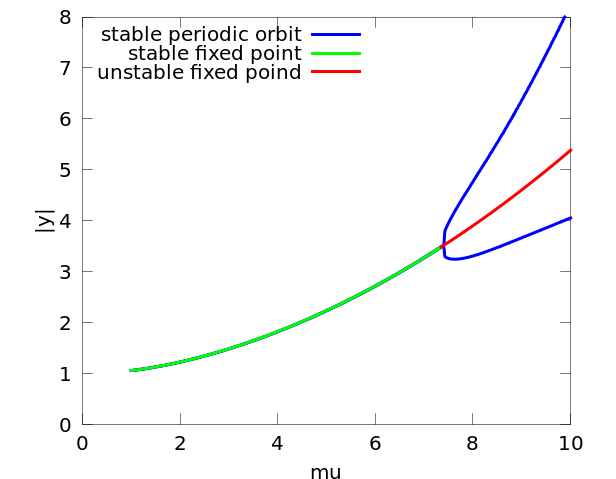 8
7
6
5
4
3
2
1
0
|y|
stable periodic orbit
stable fixed point
unstable fixed poind
0 2 4 6 8 10
mu